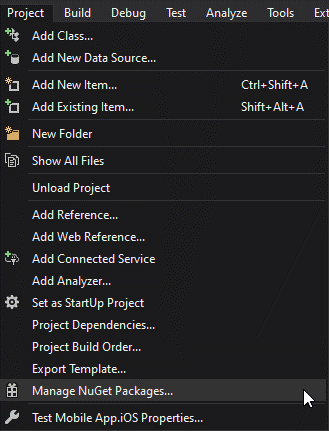 Project Build Debug Test Analyze Tools Ext
Add Class...
Add New Data Source...
Add New Item... Ctrl+Shift+A
Add Existing Item... Shift+Alt+A
New Folder
Show All Files
Unload Project
Add Reference...
Add Web Reference...
Add Connected Service
Add Analyzer...
Set as StartUp Project
Project Dependencies...
Project Build Order...
Export Template...
Manage NuGet Packages...
Test Mobile App.iOS Properties...